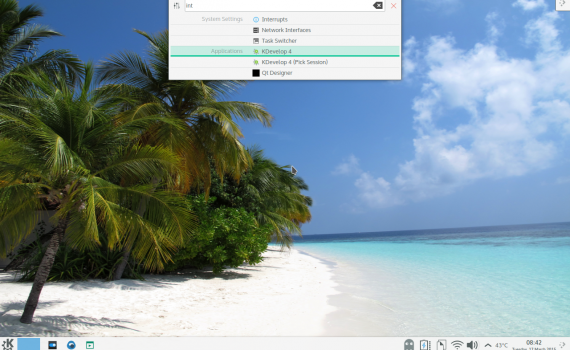 int
System Settings Interrupts
Network Interfaces
Task Switcher
Applications KDevelop 4
KDevelop 4 (Pick Session)
Qt Designer
43°C
08:42